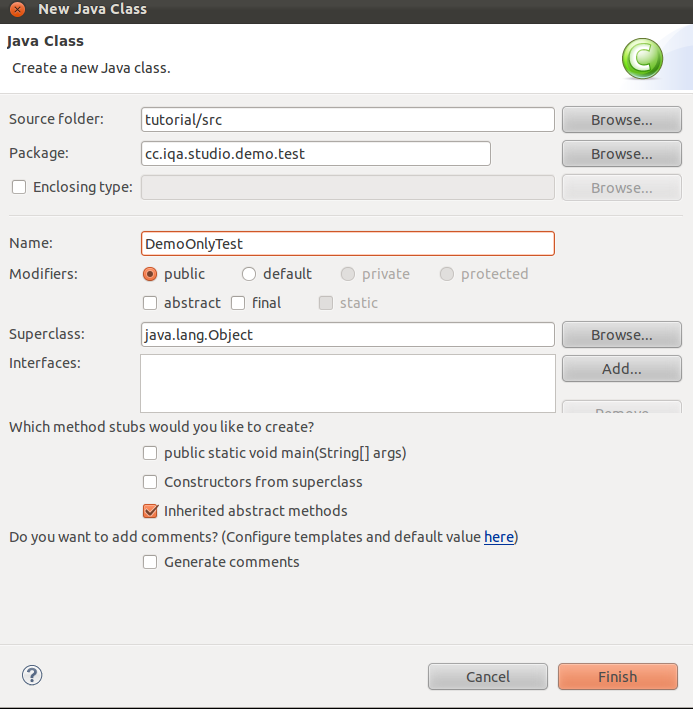 New Java Class
Java Class
Create a new Java class.
Source folder: tutorial/src Browse...
Package: cc.iqa.studio.demo.test Browse...
Enclosing type: Browse...
Name: DemoOnlyTest
Modifiers: public default private protected
abstract final static
Superclass: java.lang.Object Browse...
Interfaces: Add...
Remove
Which method stubs would you like to create?
public static void main(String[] args)
Constructors from superclass
Inherited abstract methods
Do you want to add comments? (Configure templates and default value here)
Generate comments
? Cancel Finish